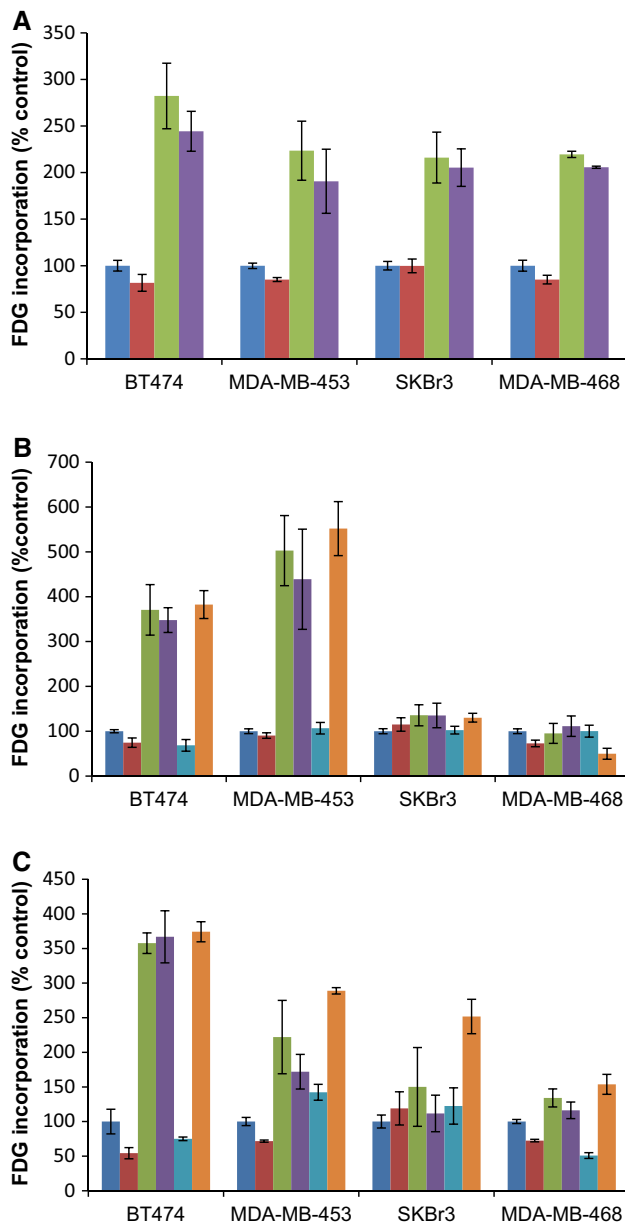 A
FDG incorporation (% control)
350
300
250
200
150
100
50
0
BT474 MDA-MB-453 SKBr3 MDA-MB-468
B
FDG incorporation (%control)
700
600
500
400
300
200
100
0
BT474 MDA-MB-453 SKBr3 MDA-MB-468
C
FDG incorporation (% control)
450
400
350
300
250
200
150
100
50
0
BT474 MDA-MB-453 SKBr3 MDA-MB-468